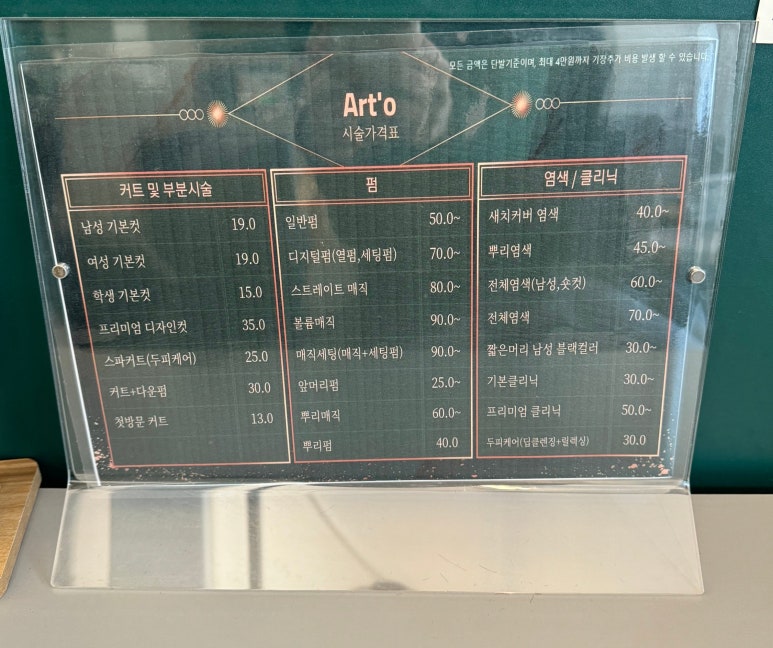 모든 금액은 단발기준이며, 최대 4만원까지 기장추가 비용 발생 할 수 있습니다.
Art'o
시술가격표
커트 및 부분시술
남성 기본컷 19.0
여성 기본컷 19.0
학생 기본컷 15.0
프리미엄 디자인컷 35.0
스파커트(두피케어) 25.0
커트+다운펌 30.0
첫방문 커트 13.0
펌
일반펌 50.0~
디지털펌(열펌,세팅펌) 70.0~
스트레이트 매직 80.0~
볼륨매직 90.0~
매직세팅(매직+세팅펌) 90.0~
앞머리펌 25.0~
뿌리매직 60.0~
뿌리펌 40.0
염색 / 클리닉
새치커버 염색 40.0~
뿌리염색 45.0~
전체염색(남성,숏컷) 60.0~
전체염색 70.0~
짧은머리 남성 블랙컬러 30.0~
기본클리닉 30.0~
프리미엄 클리닉 50.0~
두피케어(딥클렌징+릴렉싱) 30.0